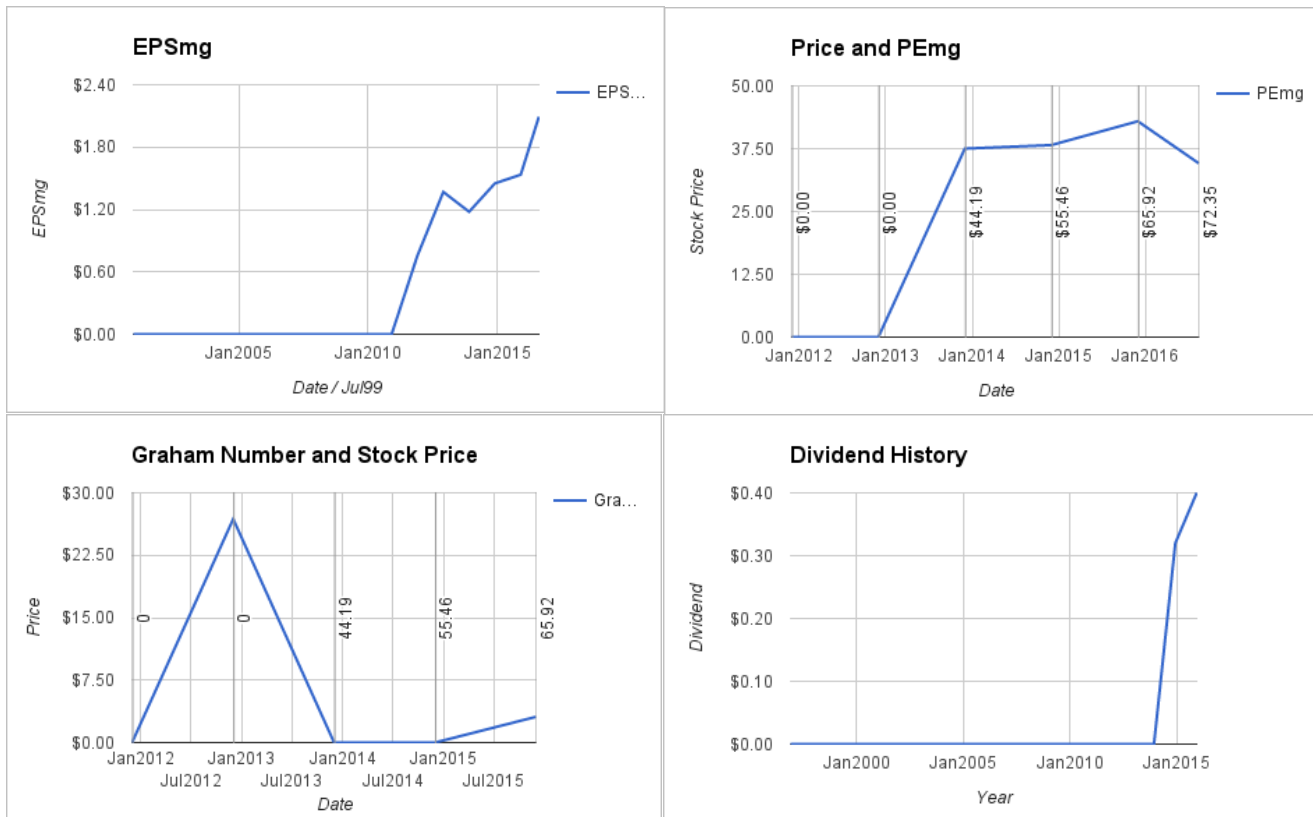 EPSmg
$2.40
$1.80
$1.20
$0.60
$0.00
EPSmg
EPS…
Jan2005 Jan2010 Jan2015
Date / Jul99
Price and PEmg
50.00
37.50
25.00
12.50
0.00
Stock Price
PEmg
$0.00
$0.00
$44.19
$55.46
$65.92
$72.35
Jan2012 Jan2013 Jan2014 Jan2015 Jan2016
Date
Graham Number and Stock Price
$30.00
$22.50
$15.00
$7.50
$0.00
Price
Gra…
0
0
44.19
55.46
65.92
Jan2012 Jan2013 Jan2014 Jan2015
Jul2012 Jul2013 Jul2014 Jul2015
Date
Dividend History
$0.40
$0.30
$0.20
$0.10
$0.00
Dividend
Jan2000 Jan2005 Jan2010 Jan2015
Year